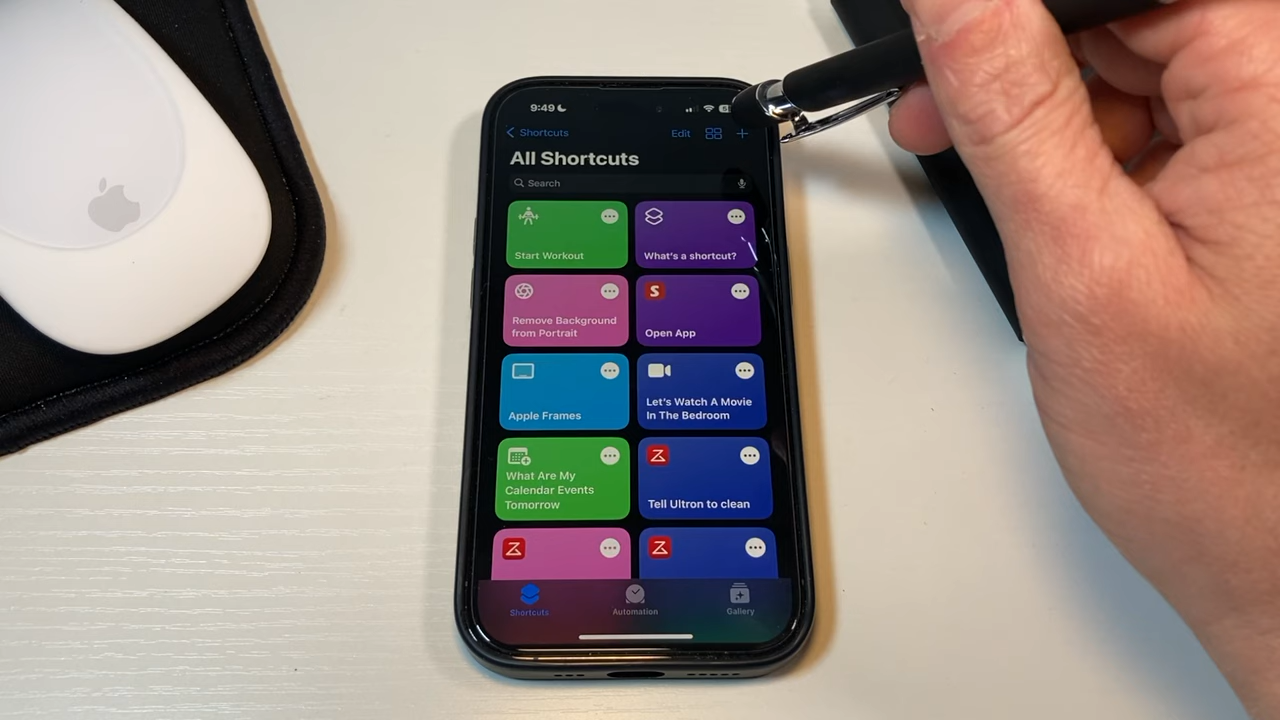 9:49
Shortcuts
Edit
All Shortcuts
Search
Start Workout
What's a shortcut?
Remove Background
from Portrait
S
Open App
Apple Frames
Let's Watch A Movie
In The Bedroom
What Are My
Calendar Events
Tomorrow
Tell Ultron to clean
Shortcuts
Automation
Gallery